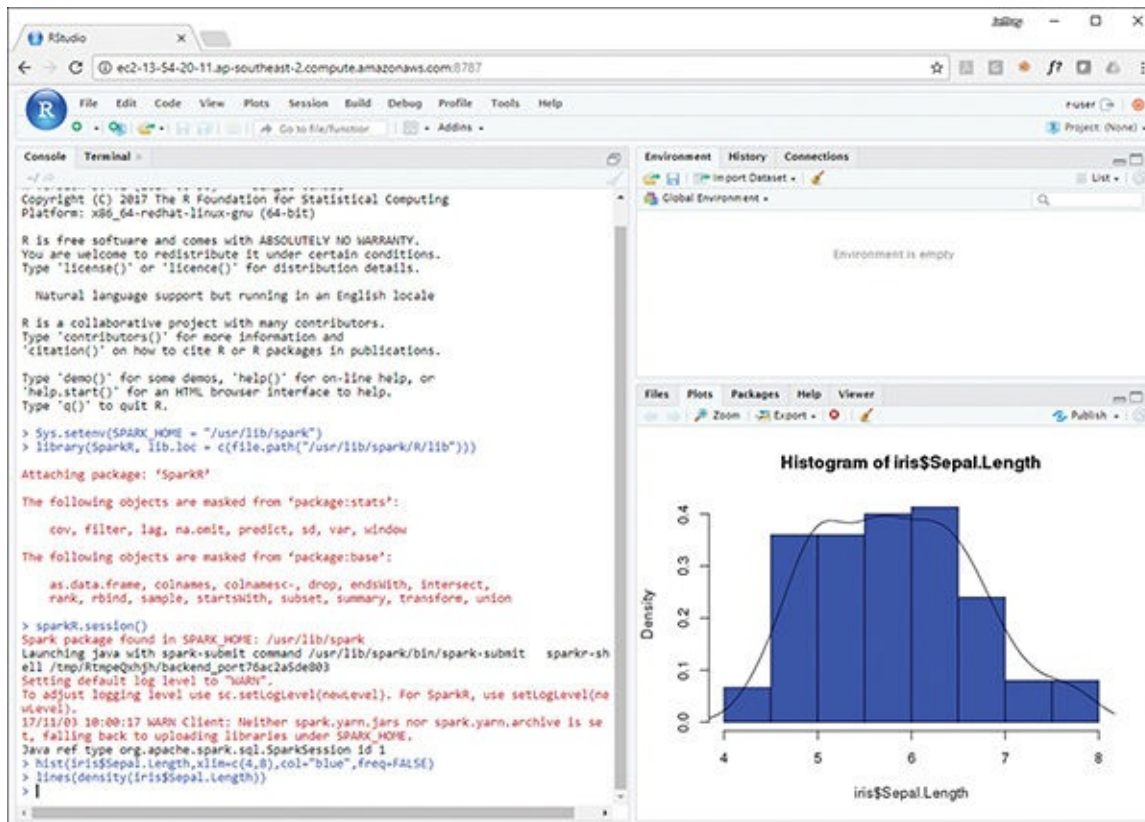 RStudio
ec2-13-54-20-11.ap-southeast-2.compute.amazonaws.com:8787
f?
R
File Edit Code View Plots Session Build Debug Profile Tools Help
r-user
Go to file/function
Addins
Project: (None)
Console Terminal
~/
Copyright (C) 2017 The R Foundation for Statistical Computing
Platform: x86_64-redhat-linux-gnu (64-bit)
R is free software and comes with ABSOLUTELY NO WARRANTY.
You are welcome to redistribute it under certain conditions.
Type 'license()' or 'licence()' for distribution details.
Natural language support but running in an English locale
R is a collaborative project with many contributors.
Type 'contributors()' for more information and
'citation()' on how to cite R or R packages in publications.
Type 'demo()' for some demos, 'help()' for on-line help, or
'help.start()' for an HTML browser interface to help.
Type 'q()' to quit R.
> Sys.setenv(SPARK_HOME = "/usr/lib/spark")
> library(SparkR, lib.loc = c(file.path("/usr/lib/spark/R/lib")))
Attaching package: ‘SparkR’
The following objects are masked from ‘package:stats’:
cov, filter, lag, na.omit, predict, sd, var, window
The following objects are masked from ‘package:base’:
as.data.frame, colnames, colnames<-, drop, endsWith, intersect,
rank, rbind, sample, startsWith, subset, summary, transform, union
> sparkR.session()
Spark package found in SPARK_HOME: /usr/lib/spark
Launching java with spark-submit command /usr/lib/spark/bin/spark-submit sparkr-sh
ell /tmp/RtmpeQxhjh/backend_port76ac2a5de803
Setting default log level to "WARN".
To adjust logging level use sc.setLogLevel(newLevel). For SparkR, use setLogLevel(ne
wLevel).
17/11/03 10:00:17 WARN Client: Neither spark.yarn.jars nor spark.yarn.archive is se
t, falling back to uploading libraries under SPARK_HOME.
Java ref type org.apache.spark.sql.SparkSession id 1
> hist(iris$Sepal.Length,xlim=c(4,8),col="blue",freq=FALSE)
> lines(density(iris$Sepal.Length))
>
Environment History Connections
Import Dataset
List
Global Environment
Environment is empty
Files Plots Packages Help Viewer
Zoom Export
Publish
Histogram of iris$Sepal.Length
Density
0.4
0.3
0.2
0.1
0.0
4 5 6 7 8
iris$Sepal.Length